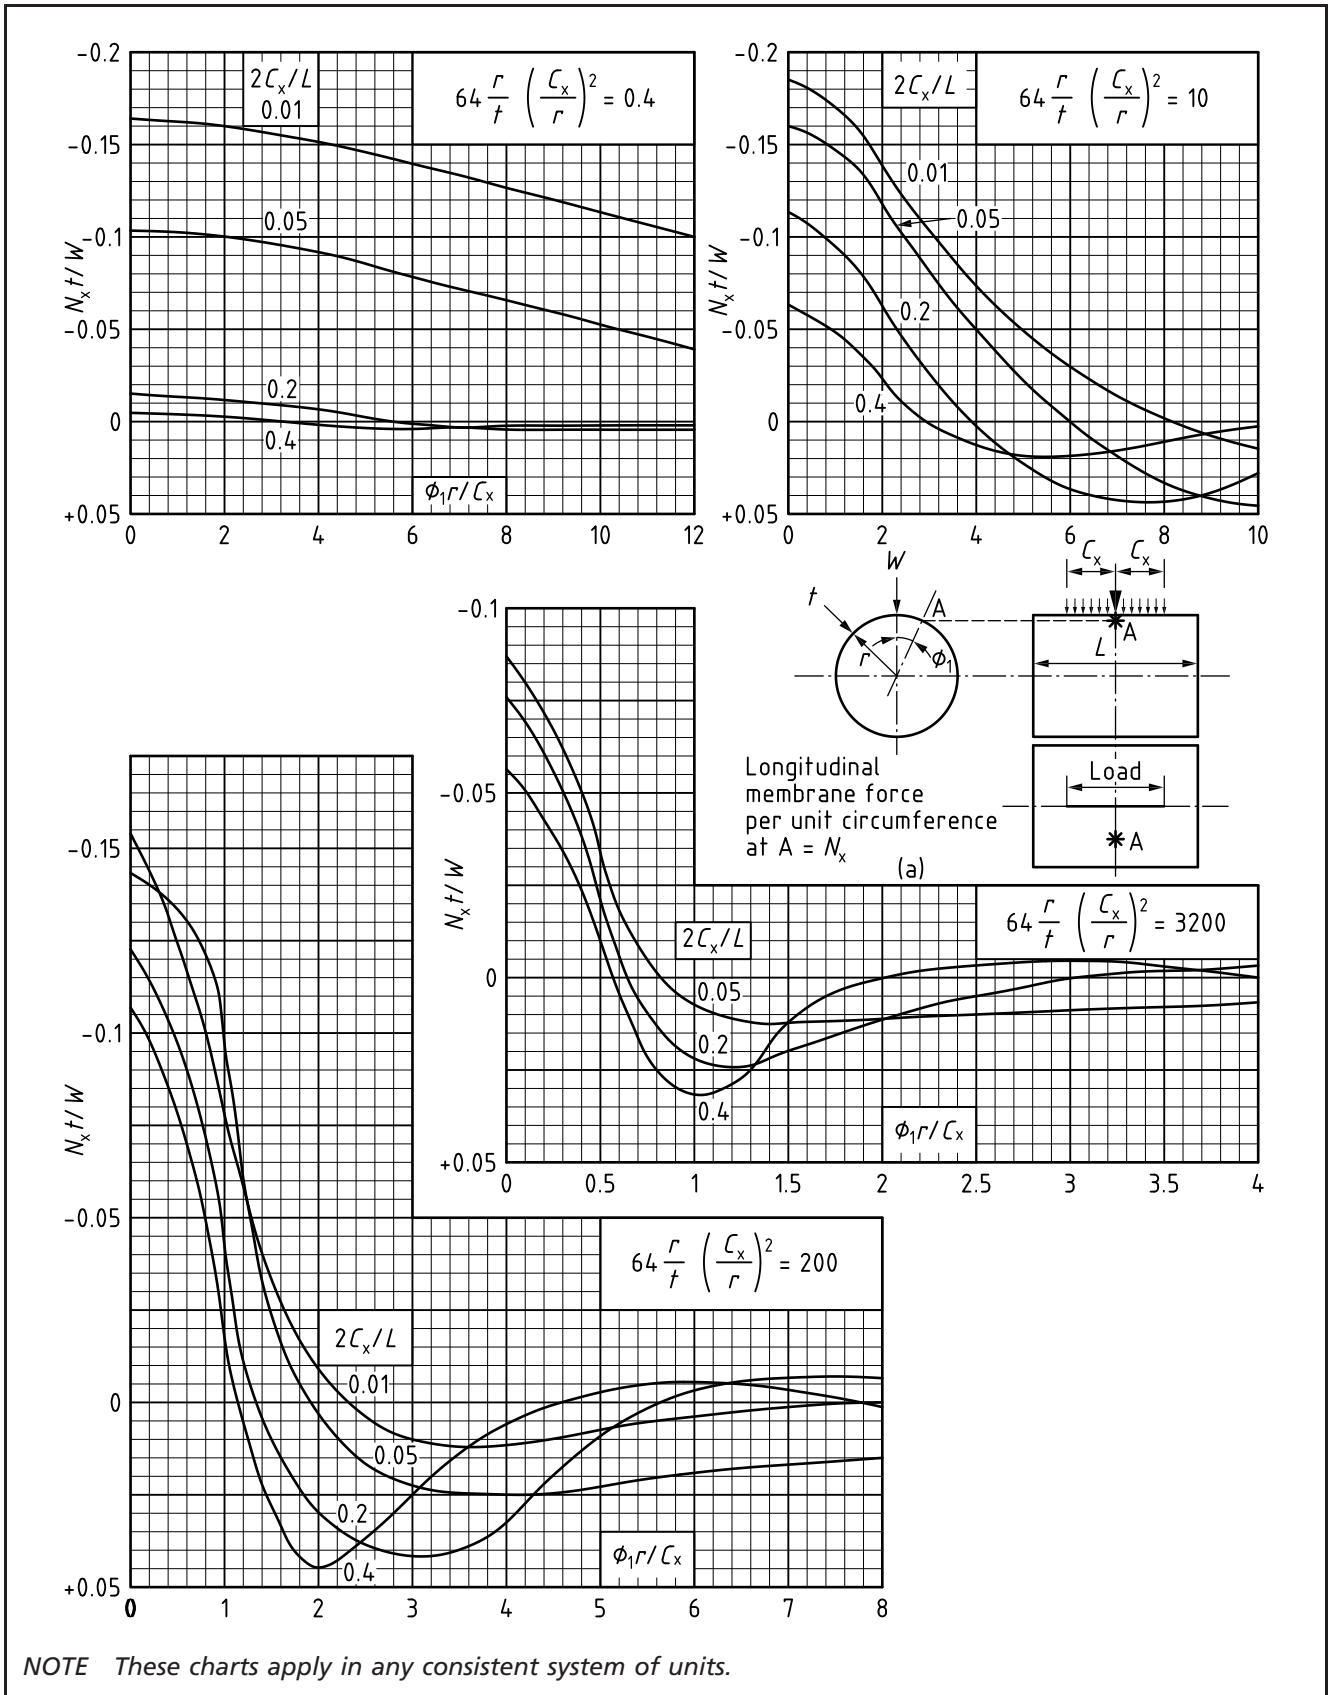 -0.2
-0.15
-0.1
-0.05
0
+0.05
Nₓt/W
2Cₓ/L
0.01
64 r/t (Cₓ/r)² = 0.4
0.05
0.2
0.4
ϕ₁r/Cₓ
0 2 4 6 8 10 12
-0.2
-0.15
-0.1
-0.05
0
+0.05
Nₓt/W
2Cₓ/L
64 r/t (Cₓ/r)² = 10
0.01
0.05
0.2
0.4
0 2 4 6 8 10
W
t
A
r
ϕ₁
Cₓ Cₓ
A
L
Load
A
Longitudinal
membrane force
per unit circumference
at A = Nₓ
(a)
-0.1
-0.05
0
+0.05
Nₓt/W
2Cₓ/L
64 r/t (Cₓ/r)² = 3200
0.05
0.2
0.4
ϕ₁r/Cₓ
0 0.5 1 1.5 2 2.5 3 3.5 4
-0.15
-0.1
-0.05
0
+0.05
Nₓt/W
64 r/t (Cₓ/r)² = 200
2Cₓ/L
0.01
0.05
0.2
0.4
ϕ₁r/Cₓ
0 1 2 3 4 5 6 7 8
NOTE These charts apply in any consistent system of units.